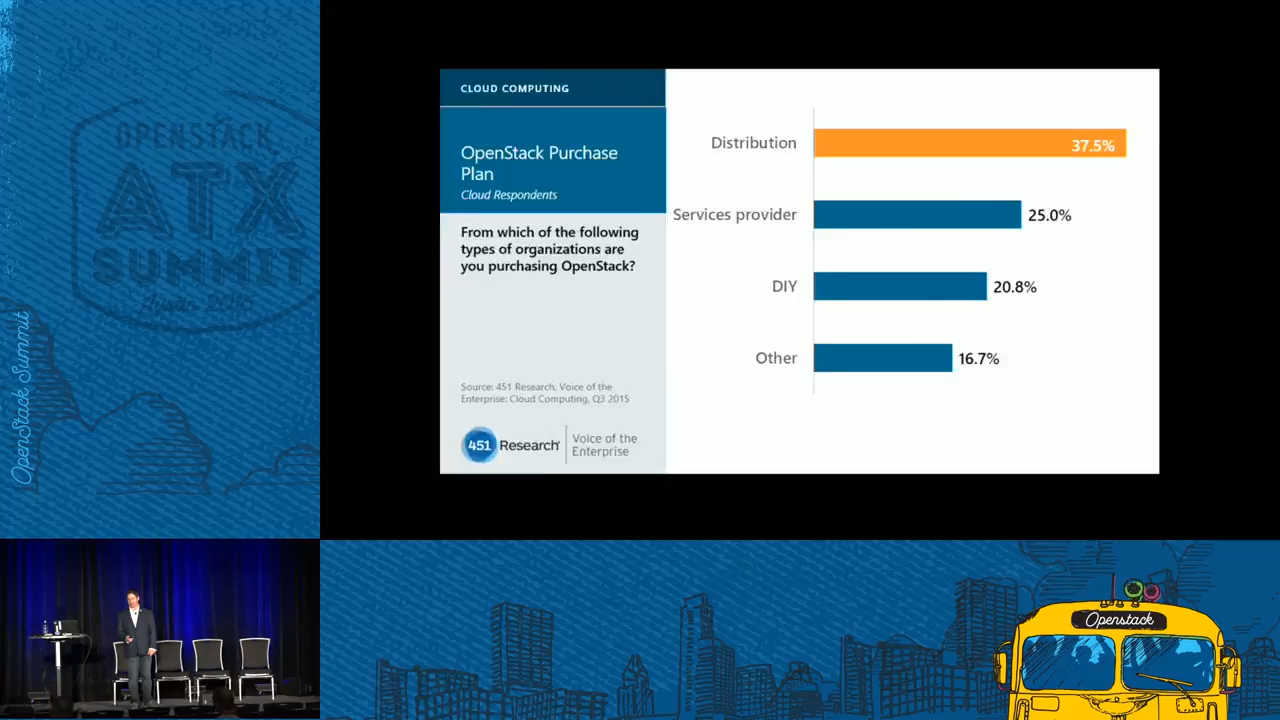 OPENSTACK
ATX
SUMMIT
OpenStack Summit
CLOUD COMPUTING
OpenStack Purchase
Plan
Cloud Respondents
From which of the following
types of organizations are
you purchasing OpenStack?
Source: 451 Research, Voice of the
Enterprise: Cloud Computing, Q3 2015
451 Research
Voice of the
Enterprise
Distribution 37.5%
Services provider 25.0%
DIY 20.8%
Other 16.7%
Openstack